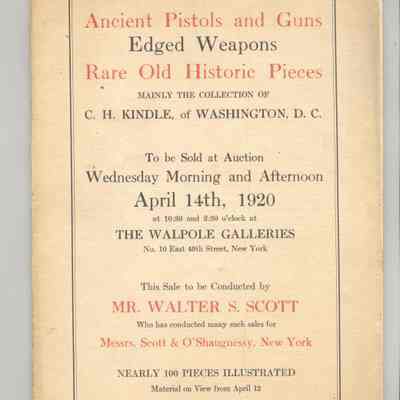 Ancient Pistols and Guns
Edged Weapons
Rare Old Historic Pieces
MAINLY THE COLLECTION OF
C. H. KINDLE, of WASHINGTON, D. C.
To be Sold at Auction
Wednesday Morning and Afternoon
April 14th, 1920
at 10:30 and 2:30 o'clock at
THE WALPOLE GALLERIES
No. 10 East 49th Street, New York
This Sale to be Conducted by
MR. WALTER S. SCOTT
Who has conducted many such sales for
Messrs. Scott & O'Shaugnessy, New York
NEARLY 100 PIECES ILLUSTRATED
Material on View from April 12